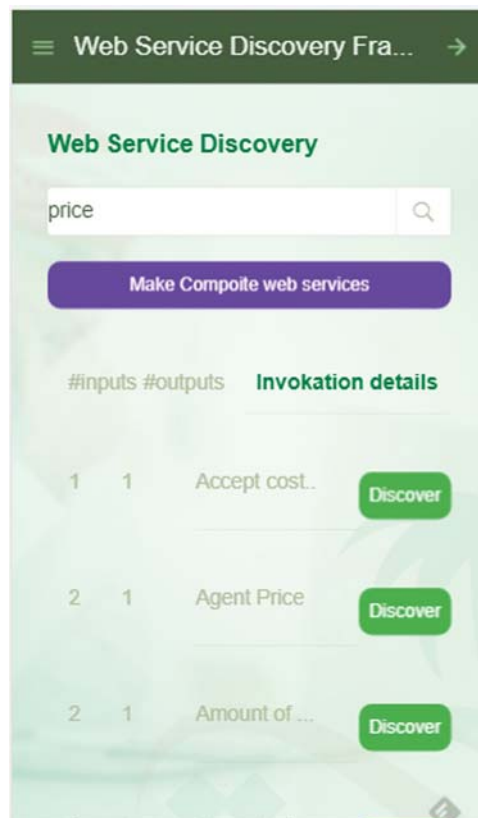 Web Service Discovery Fra...
Web Service Discovery
price
Make Compoite web services
#inputs #outputs Invokation details
1 1 Accept cost.. Discover
2 1 Agent Price Discover
2 1 Amount of ... Discover